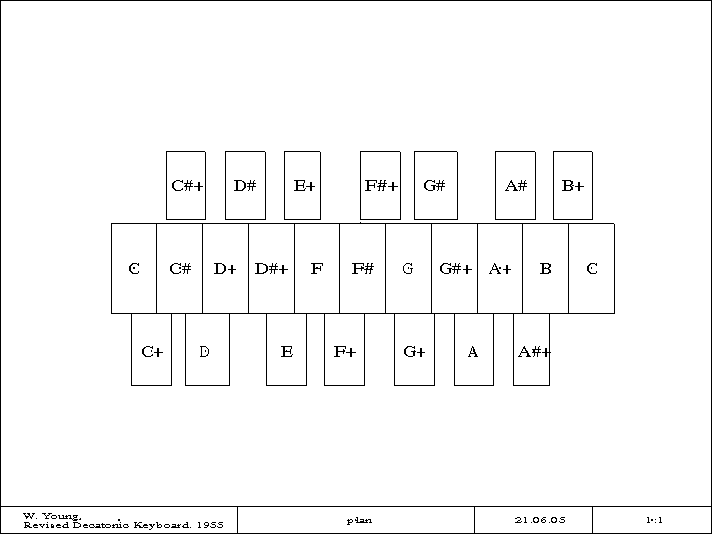 C#+ D# E+ F#+ G# A# B+
C C# D+ D#+ F F# G G#+ A+ B C
C+ D E F+ G+ A A#+
W. Young, ,
Revised Decatonic Keyboard. 1955
plan
21.06.05
1:1